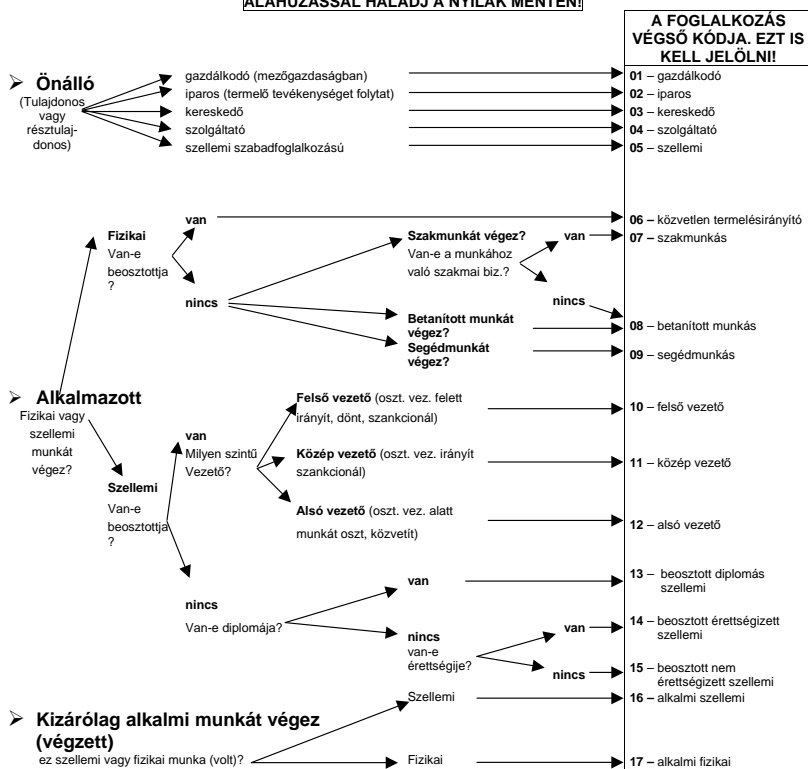 ALÁHÚZÁSSAL HALADJ A NYILAK MENTÉN!
A FOGLALKOZÁS
VÉGSŐ KÓDJA. EZT IS
KELL JELÖLNI!
Önálló
(Tulajdonos
vagy
résztulaj-
donos)
gazdálkodó (mezőgazdaságban)
01 – gazdálkodó
iparos (termelő tevékenységet folytat)
02 – iparos
kereskedő
03 – kereskedő
szolgáltató
04 – szolgáltató
szellemi szabadfoglalkozású
05 – szellemi
Alkalmazott
Fizikai vagy
szellemi
munkát
végez?
Fizikai
Van-e
beosztottja
?
van
06 – közvetlen termelésirányító
nincs
Szakmunkát végez?
Van-e a munkához
való szakmai biz.?
van
07 – szakmunkás
nincs
Betanított munkát
végez?
08 – betanított munkás
Segédmunkát
végez?
09 – segédmunkás
Szellemi
Van-e
beosztottja
?
van
Milyen szintű
Vezető?
Felső vezető (oszt. vez. felett
irányít, dönt, szankcionál)
10 – felső vezető
Közép vezető (oszt. vez. irányít
szankcionál)
11 – közép vezető
Alsó vezető (oszt. vez. alatt
munkát oszt, közvetít)
12 – alsó vezető
nincs
Van-e diplomája?
van
13 – beosztott diplomás
szellemi
nincs
van-e
érettségije?
van
14 – beosztott érettségizett
szellemi
nincs
15 – beosztott nem
érettségizett szellemi
Kizárólag alkalmi munkát végez
(végzett)
ez szellemi vagy fizikai munka (volt)?
Szellemi
16 – alkalmi szellemi
Fizikai
17 – alkalmi fizikai